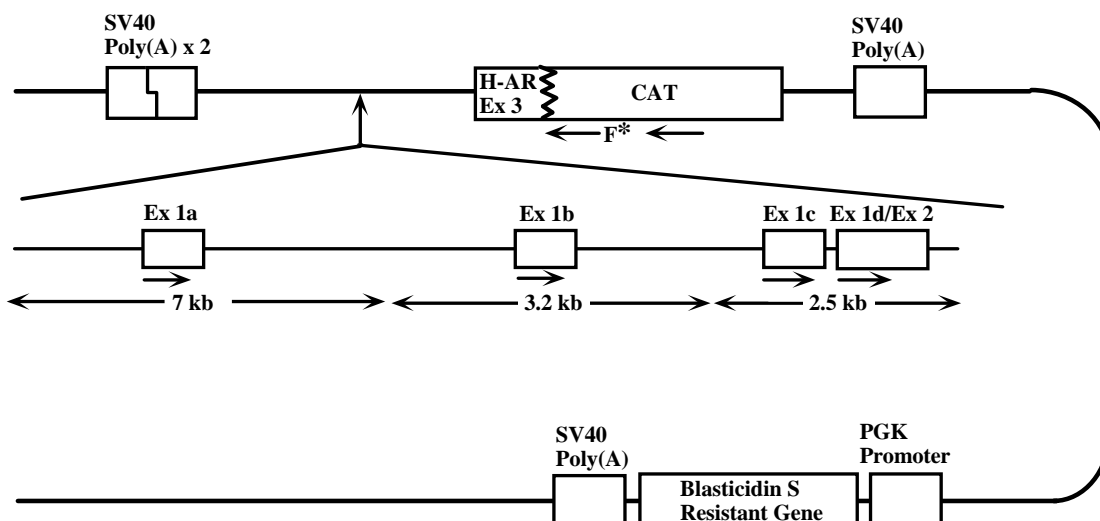 SV40
Poly(A) x 2
SV40
Poly(A)
H-AR
Ex 3
CAT
F*
Ex 1a
Ex 1b
Ex 1c
Ex 1d/Ex 2
7 kb
3.2 kb
2.5 kb
SV40
Poly(A)
PGK
Promoter
Blasticidin S
Resistant Gene